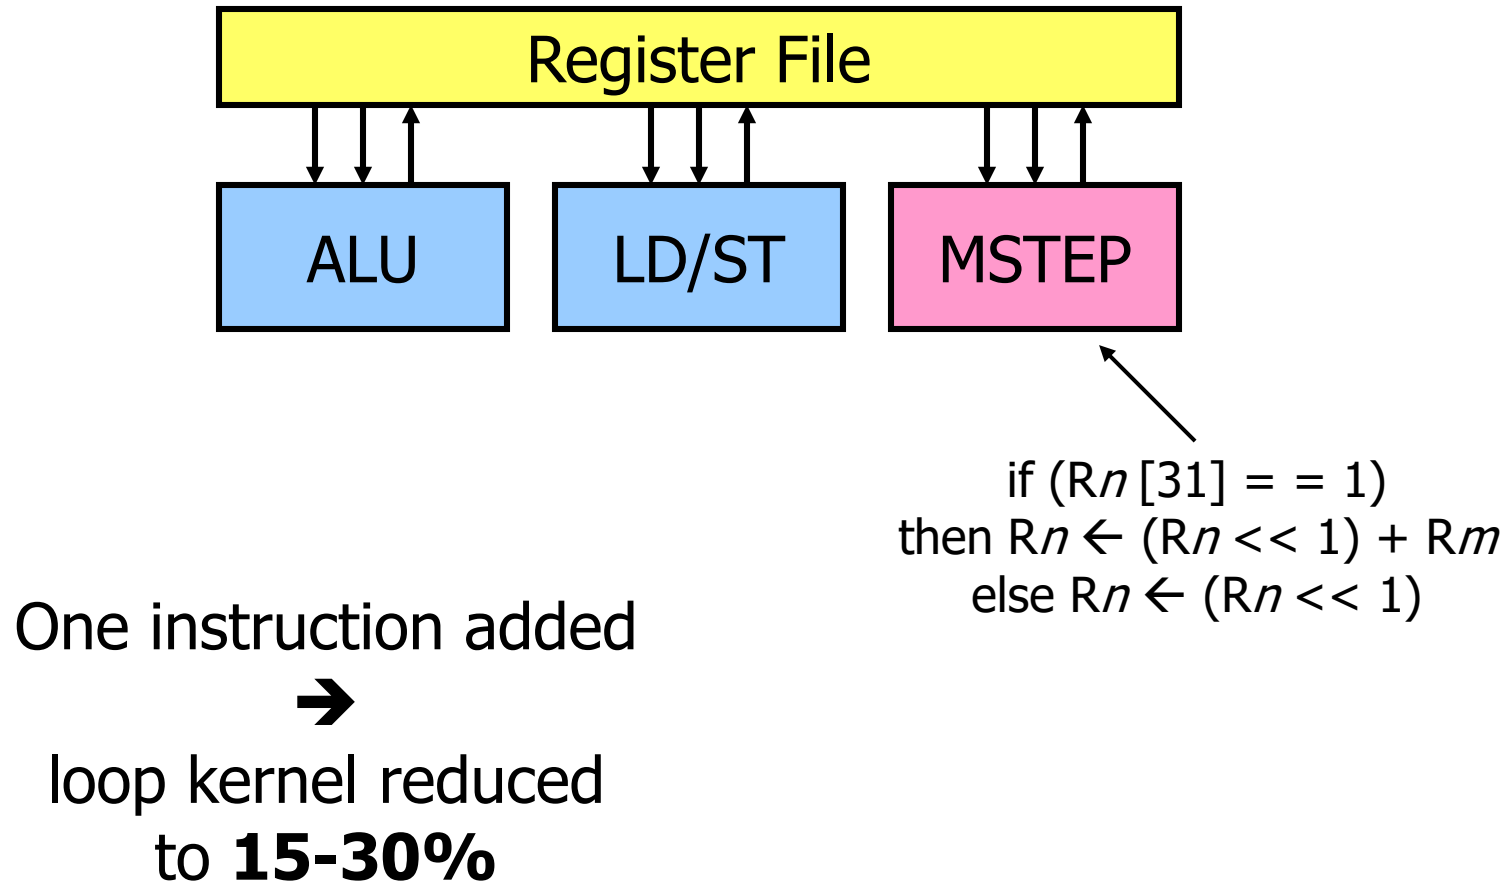 Register File
ALU
LD/ST
MSTEP
if (Rn [31] = = 1)
then Rn ← (Rn << 1) + Rm
else Rn ← (Rn << 1)
One instruction added
➔
loop kernel reduced
to 15-30%